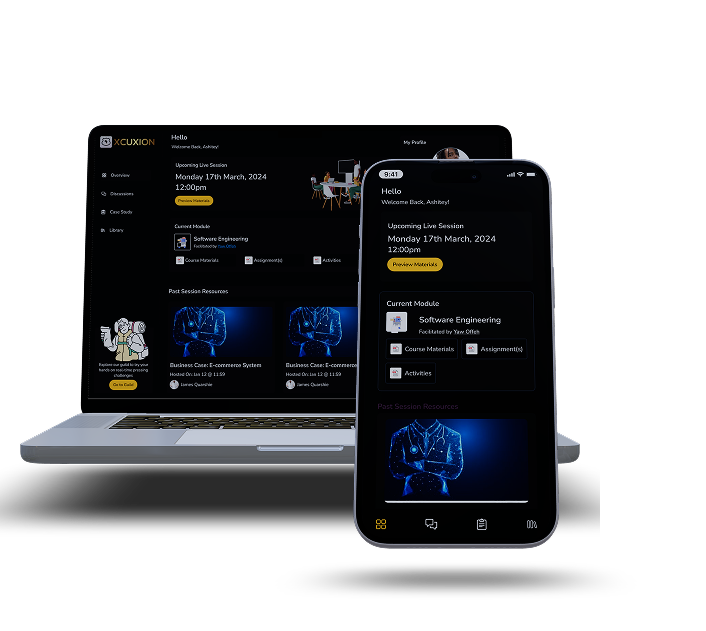 XCUXION
Hello
Welcome Back, Ashitey!
My Profile
Overview
Discussions
Case Study
Library
Upcoming Live Session
Monday 17th March, 2024
12:00pm
Preview Materials
Current Module
Software Engineering
Facilitated by Yaw Offeh
Course Materials
Assignment(s)
Activities
Past Session Resources
Business Case: E-commerce System
Hosted On: Jan 12 @ 11:59
James Quarshie
Business Case: E-commerce
Hosted On: Jan 12 @ 11:59
James Quarshie
Explore our guild to try your
hands on real-time pressing
challenges
Go to Guild
9:41
Hello
Welcome Back, Ashitey!
Upcoming Live Session
Monday 17th March, 2024
12:00pm
Preview Materials
Current Module
Software Engineering
Facilitated by Yaw Offeh
Course Materials
Assignment(s)
Activities
Past Session Resources